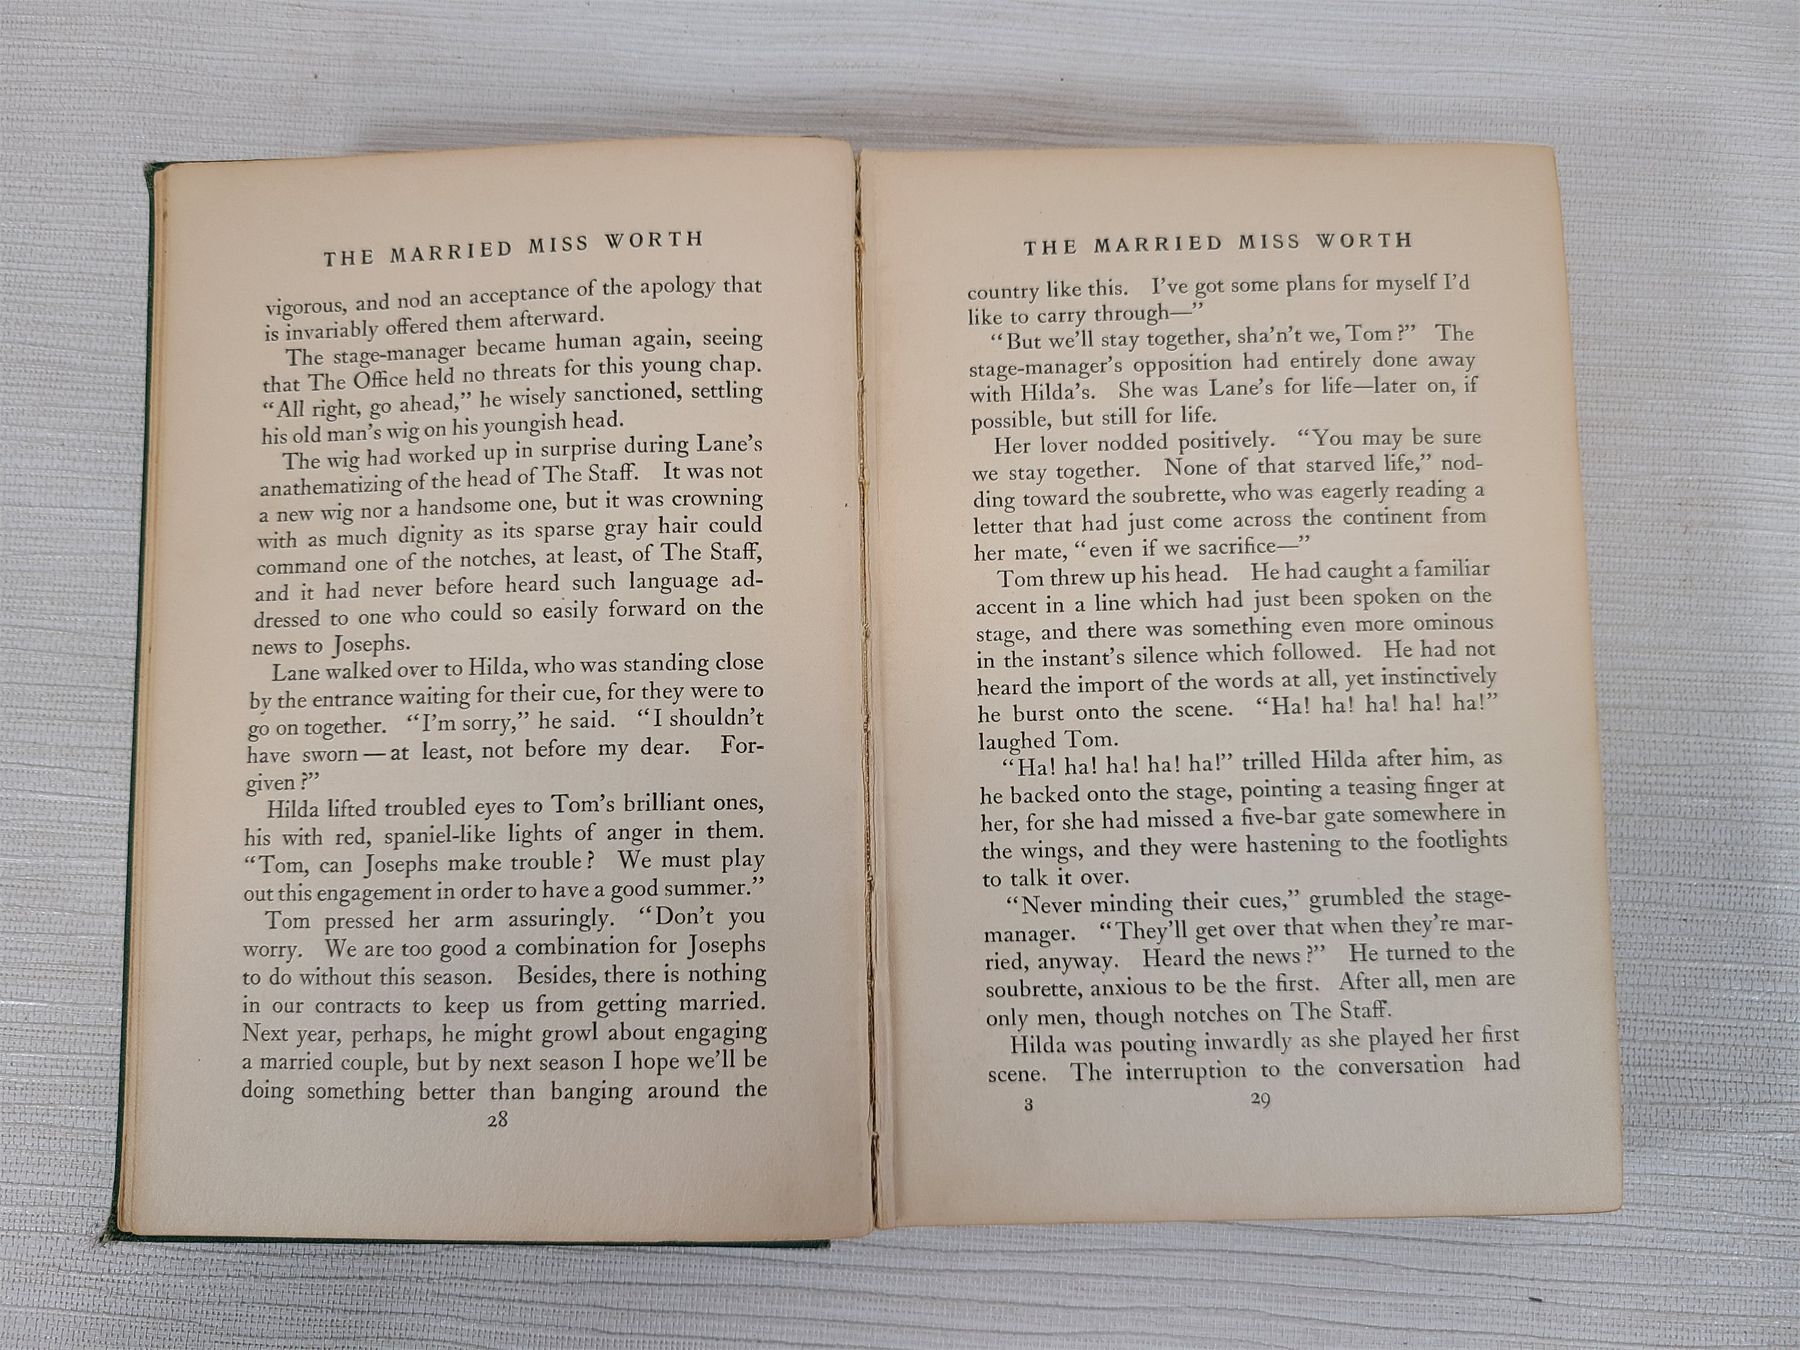 THE MARRIED MISS WORTH
vigorous, and nod an acceptance of the apology that
is invariably offered them afterward.
The stage-manager became human again, seeing
that The Office held no threats for this young chap.
“All right, go ahead,” he wisely sanctioned, settling
his old man’s wig on his youngish head.
The wig had worked up in surprise during Lane’s
anathematizing of the head of The Staff. It was not
a new wig nor a handsome one, but it was crowning
with as much dignity as its sparse gray hair could
command one of the notches, at least, of The Staff,
and it had never before heard such language ad-
dressed to one who could so easily forward on the
news to Josephs.
Lane walked over to Hilda, who was standing close
by the entrance waiting for their cue, for they were to
go on together. “I’m sorry,” he said. “I shouldn’t
have sworn—at least, not before my dear. For-
given?”
Hilda lifted troubled eyes to Tom’s brilliant ones,
his with red, spaniel-like lights of anger in them.
“Tom, can Josephs make trouble? We must play
out this engagement in order to have a good summer.”
Tom pressed her arm assuringly. “Don’t you
worry. We are too good a combination for Josephs
to do without this season. Besides, there is nothing
in our contracts to keep us from getting married.
Next year, perhaps, he might growl about engaging
a married couple, but by next season I hope we’ll be
doing something better than banging around the
28
THE MARRIED MISS WORTH
country like this. I’ve got some plans for myself I’d
like to carry through—”
“But we’ll stay together, sha’n’t we, Tom?” The
stage-manager’s opposition had entirely done away
with Hilda’s. She was Lane’s for life—later on, if
possible, but still for life.
Her lover nodded positively. “You may be sure
we stay together. None of that starved life,” nod-
ding toward the soubrette, who was eagerly reading a
letter that had just come across the continent from
her mate, “even if we sacrifice—”
Tom threw up his head. He had caught a familiar
accent in a line which had just been spoken on the
stage, and there was something even more ominous
in the instant’s silence which followed. He had not
heard the import of the words at all, yet instinctively
he burst onto the scene. “Ha! ha! ha! ha! ha!”
laughed Tom.
“Ha! ha! ha! ha! ha!” trilled Hilda after him, as
he backed onto the stage, pointing a teasing finger at
her, for she had missed a five-bar gate somewhere in
the wings, and they were hastening to the footlights
to talk it over.
“Never minding their cues,” grumbled the stage-
manager. “They’ll get over that when they’re mar-
ried, anyway. Heard the news?” He turned to the
soubrette, anxious to be the first. After all, men are
only men, though notches on The Staff.
Hilda was pouting inwardly as she played her first
scene. The interruption to the conversation had
3 29